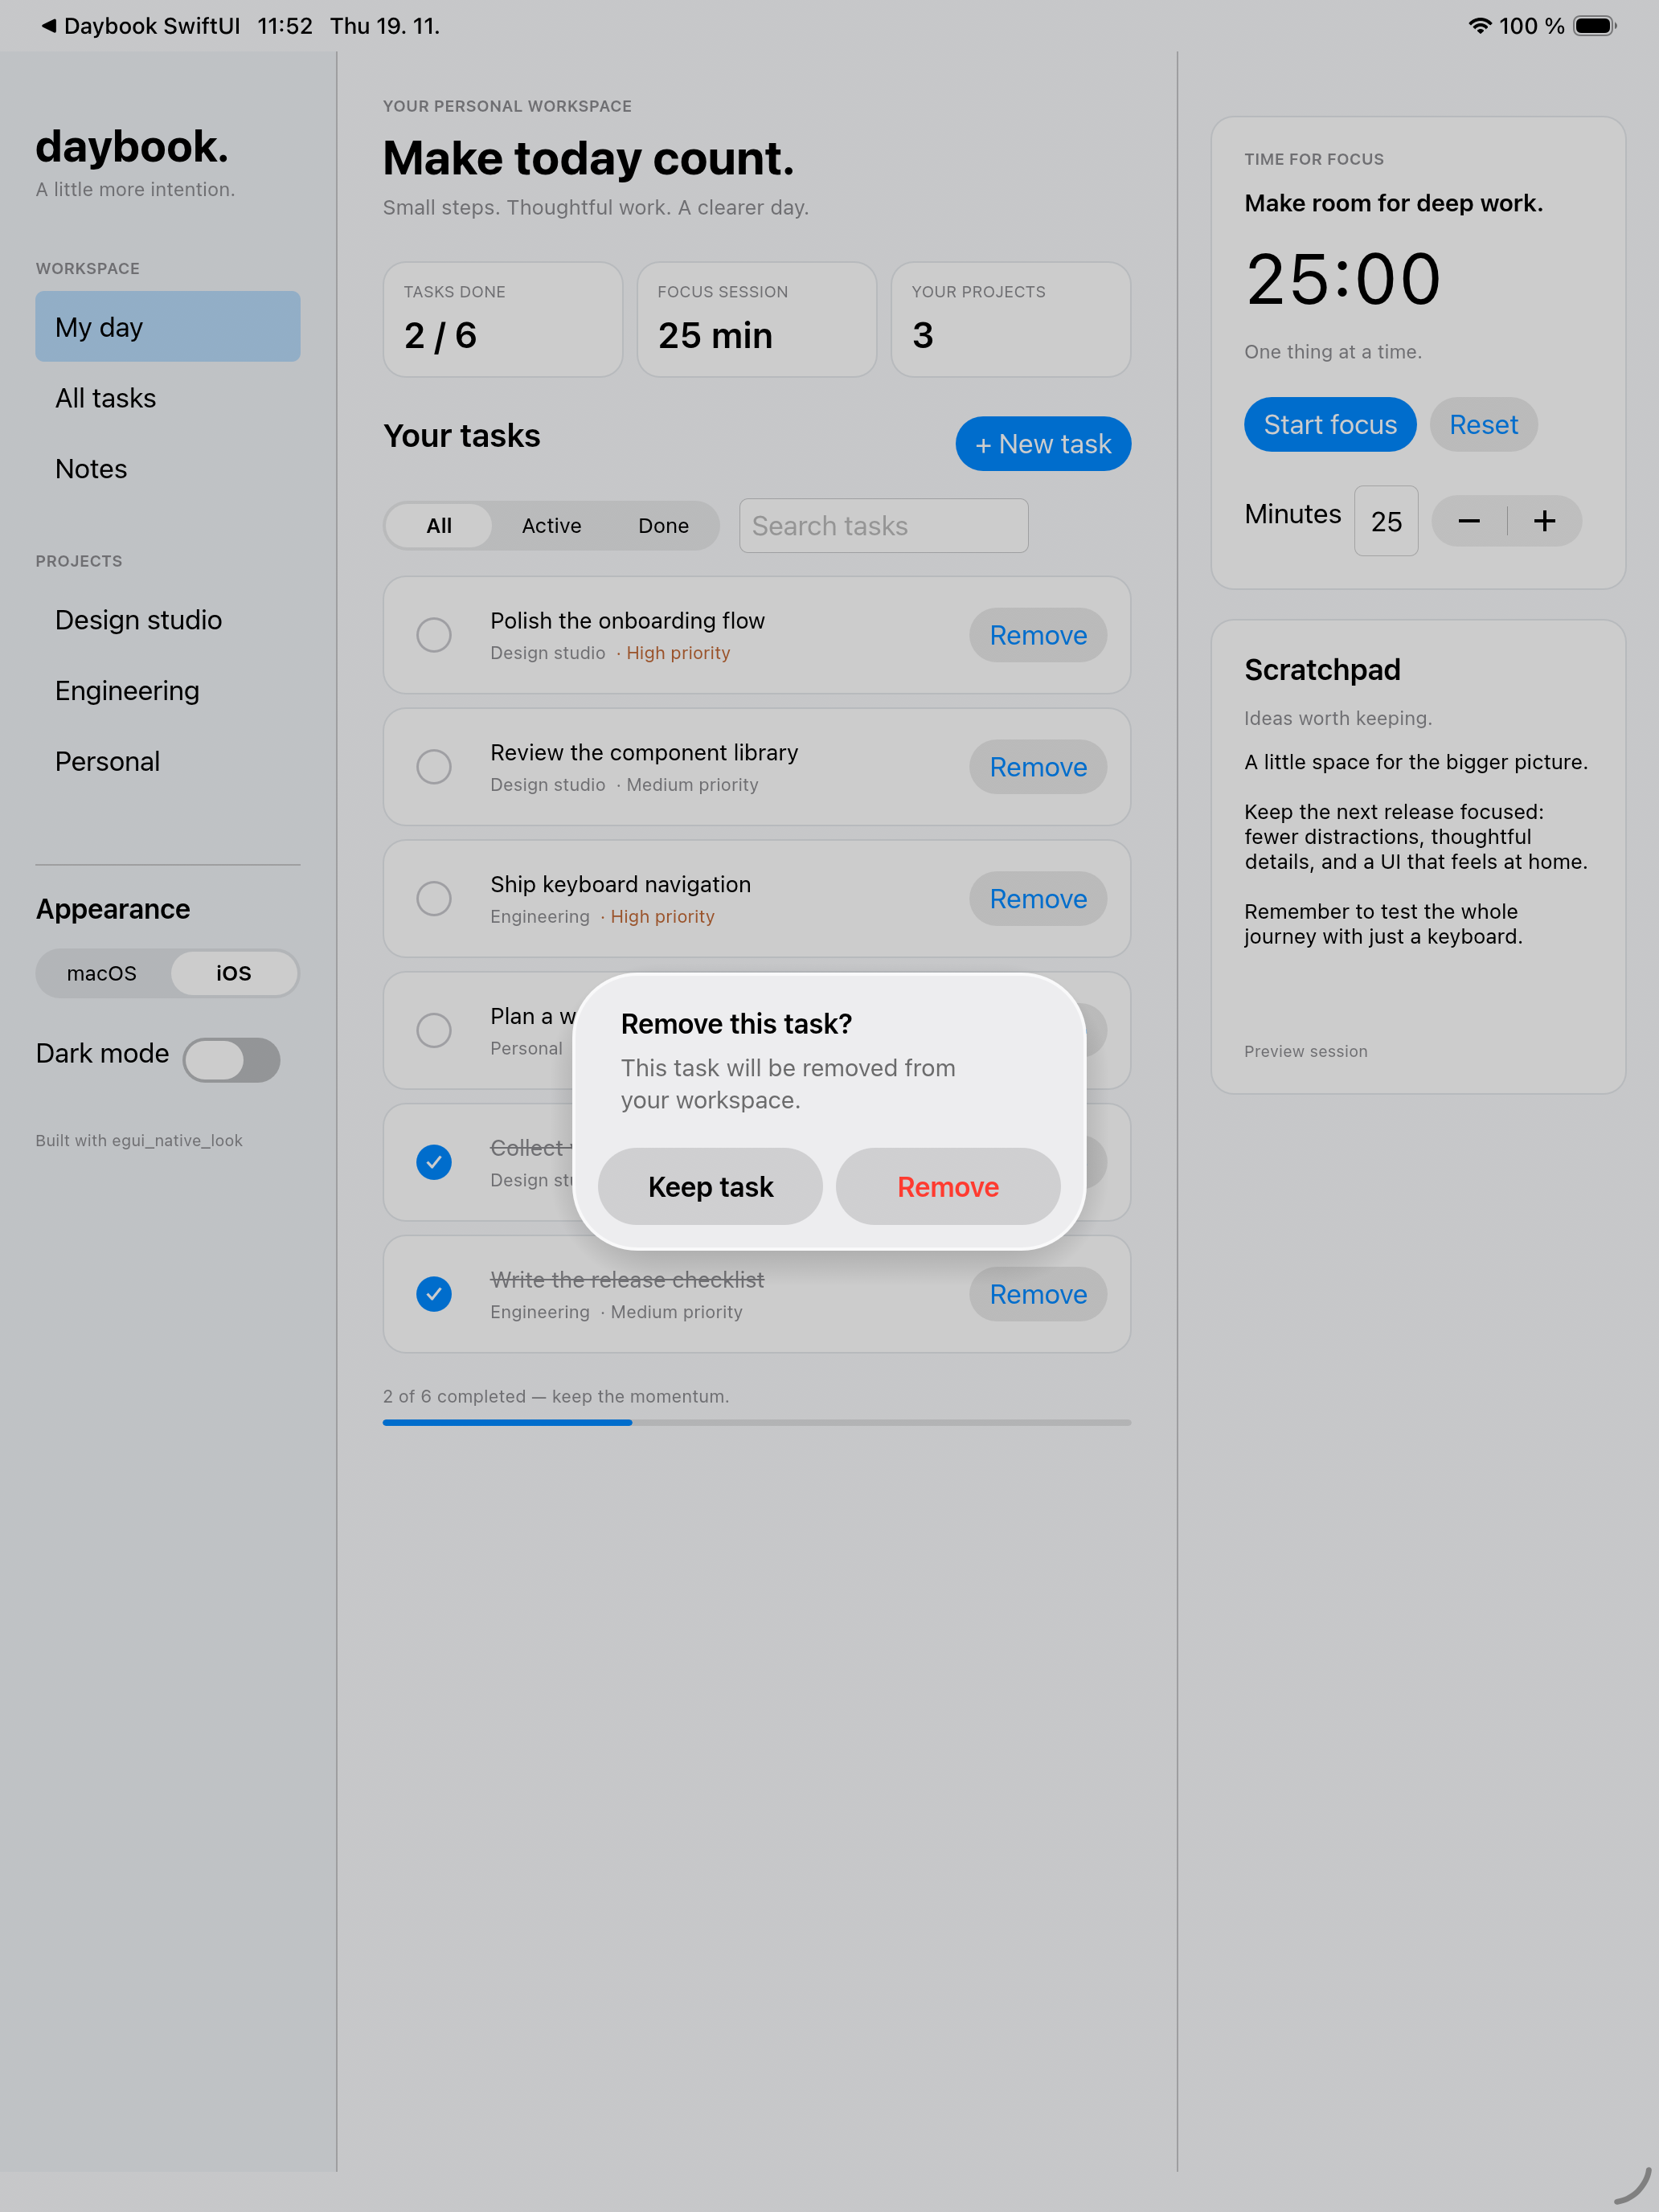 Daybook SwiftUI 11:52 Thu 19. 11.
100 %
daybook.
A little more intention.
WORKSPACE
My day
All tasks
Notes
PROJECTS
Design studio
Engineering
Personal
Appearance
macOS iOS
Dark mode
Built with egui_native_look
YOUR PERSONAL WORKSPACE
Make today count.
Small steps. Thoughtful work. A clearer day.
TASKS DONE
2 / 6
FOCUS SESSION
25 min
YOUR PROJECTS
3
Your tasks
+ New task
All Active Done
Search tasks
Polish the onboarding flow
Design studio · High priority
Remove
Review the component library
Design studio · Medium priority
Remove
Ship keyboard navigation
Engineering · High priority
Remove
Plan a
Personal
Collect
Design
Remove this task?
This task will be removed from
your workspace.
Keep task Remove
Write the release checklist
Engineering · Medium priority
Remove
2 of 6 completed — keep the momentum.
TIME FOR FOCUS
Make room for deep work.
25:00
One thing at a time.
Start focus Reset
Minutes 25 − +
Scratchpad
Ideas worth keeping.
A little space for the bigger picture.
Keep the next release focused:
fewer distractions, thoughtful
details, and a UI that feels at home.
Remember to test the whole
journey with just a keyboard.
Preview session